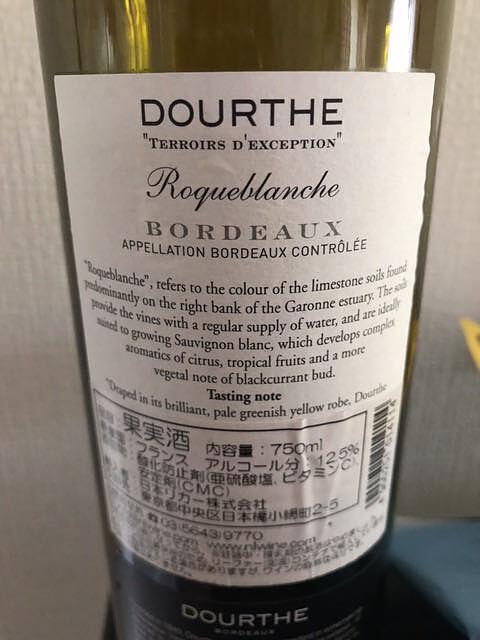 DOURTHE
"TERROIRS D'EXCEPTION"
Roqueblanche
BORDEAUX
APPELLATION BORDEAUX CONTRÔLÉE
"Roqueblanche", refers to the colour of the limestone soils found
predominantly on the right bank of the Garonne estuary. The soils
provide the vines with a regular supply of water, and are ideally
suited to growing Sauvignon blanc, which develops complex
aromatics of citrus, tropical fruits and a more
vegetal note of blackcurrant bud.
Tasting note
"Draped in its brilliant, pale greenish yellow robe, Dourthe
果実酒 内容量:750ml
フランス アルコール分:12.5%
酸化防止剤(亜硫酸塩、ビタミンC)、
安定剤(CMC)
日本リカー株式会社
東京都中央区日本橋小網町2-5
☎03(5643)9770
www.nlwine.com
DOURTHE
BORDEAUX